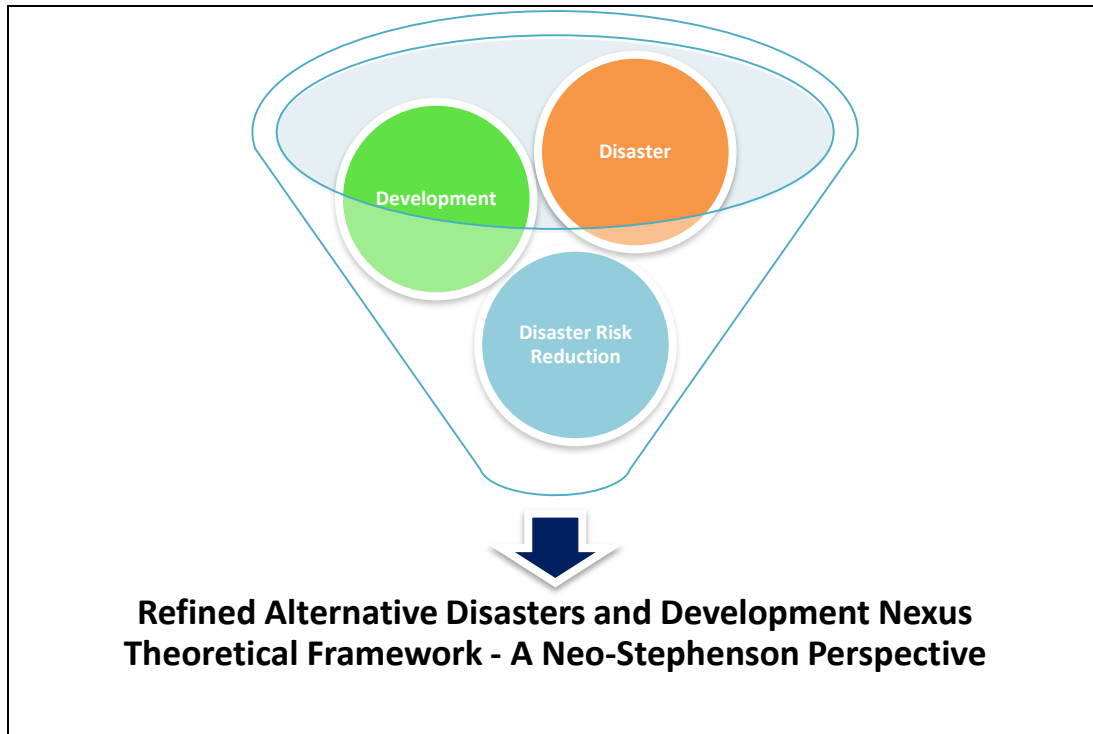 Disaster
Development
Disaster Risk
Reduction
Refined Alternative Disasters and Development Nexus
Theoretical Framework - A Neo-Stephenson Perspective